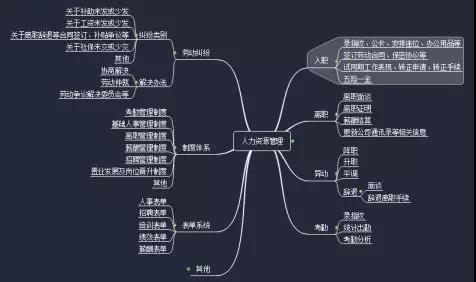 人力资源管理
劳动纠纷
纠纷类别
关于补助未发或少发
关于工资未发或少发
关于离职辞退等合同签订、补贴争议等
关于社保未交或少交
其他
解决办法
协商解决
劳动仲裁
劳动争议解决委员会等
制度体系
考勤管理制度
基础人事管理制度
离职管理制度
薪酬管理制度
招聘管理制度
置业发展及岗位晋升制度
其他
表单系统
人事表单
招聘表单
培训表单
绩效表单
薪酬表单
其他
入职
录指纹、公卡、安排座位、办公用品等
签订劳动合同、保密协议等
试用期工作表现、转正申请、转正手续
五险一金
离职
离职面谈
离职证明
薪酬结算
更新公司通讯录等相关信息
异动
降职
升职
平调
辞退
面谈
辞退离职手续
考勤
录指纹
统计出勤
考勤分析